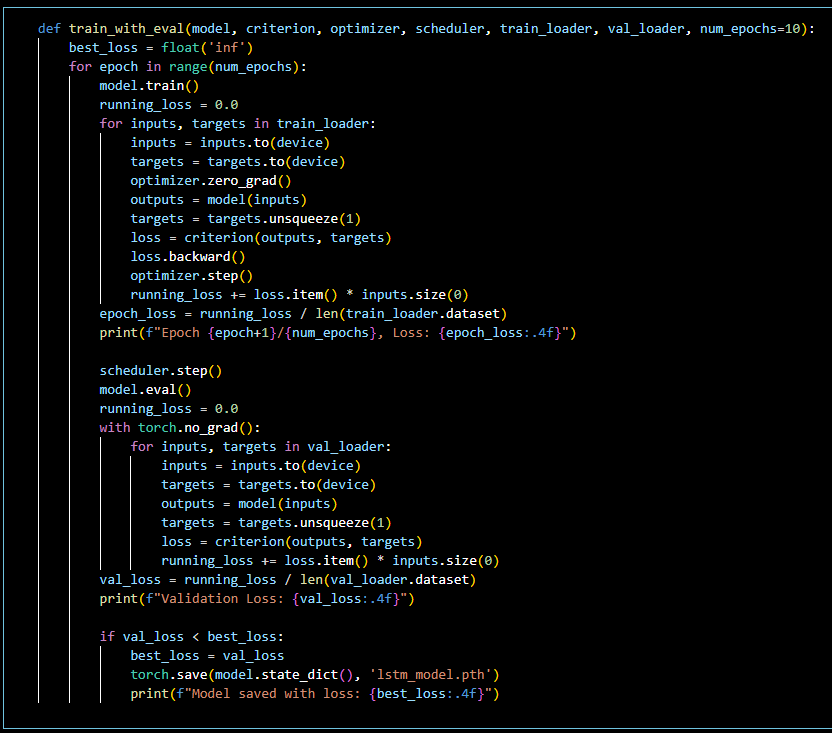 def train_with_eval(model, criterion, optimizer, scheduler, train_loader, val_loader, num_epochs=10):
    best_loss = float('inf')
    for epoch in range(num_epochs):
        model.train()
        running_loss = 0.0
        for inputs, targets in train_loader:
            inputs = inputs.to(device)
            targets = targets.to(device)
            optimizer.zero_grad()
            outputs = model(inputs)
            targets = targets.unsqueeze(1)
            loss = criterion(outputs, targets)
            loss.backward()
            optimizer.step()
            running_loss += loss.item() * inputs.size(0)
        epoch_loss = running_loss / len(train_loader.dataset)
        print(f"Epoch {epoch+1}/{num_epochs}, Loss: {epoch_loss:.4f}")

        scheduler.step()
        model.eval()
        running_loss = 0.0
        with torch.no_grad():
            for inputs, targets in val_loader:
                inputs = inputs.to(device)
                targets = targets.to(device)
                outputs = model(inputs)
                targets = targets.unsqueeze(1)
                loss = criterion(outputs, targets)
                running_loss += loss.item() * inputs.size(0)
        val_loss = running_loss / len(val_loader.dataset)
        print(f"Validation Loss: {val_loss:.4f}")

        if val_loss < best_loss:
            best_loss = val_loss
            torch.save(model.state_dict(), 'lstm_model.pth')
            print(f"Model saved with loss: {best_loss:.4f}")